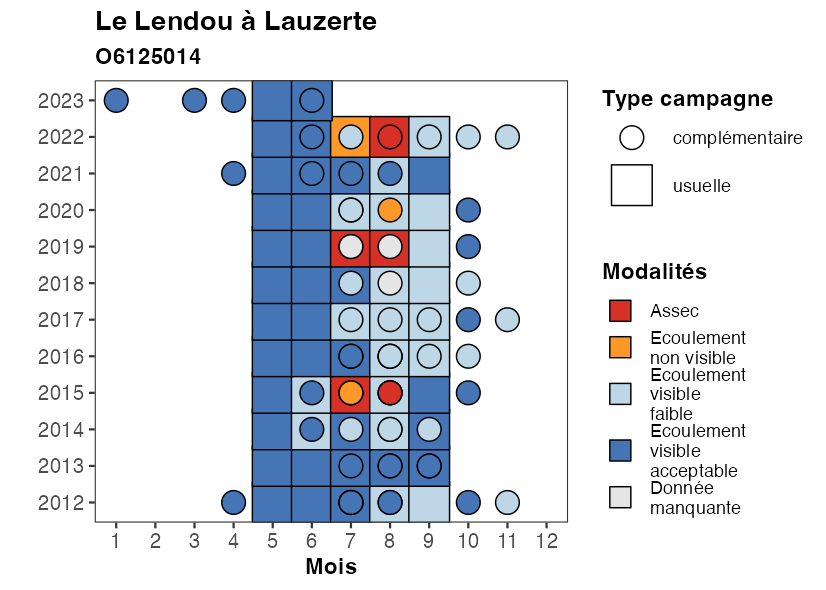 Le Lendou à Lauzerte
O6125014
2023
2022
2021
2020
2019
2018
2017
2016
2015
2014
2013
2012
1 2 3 4 5 6 7 8 9 10 11 12
Mois
Type campagne
complémentaire
usuelle
Modalités
Assec
Ecoulement
non visible
Ecoulement
visible
faible
Ecoulement
visible
acceptable
Donnée
manquante